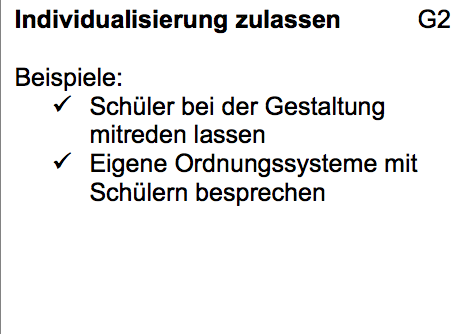 Individualisierung zulassen G2
Beispiele:
✓ Schüler bei der Gestaltung
mitreden lassen
✓ Eigene Ordnungssysteme mit
Schülern besprechen